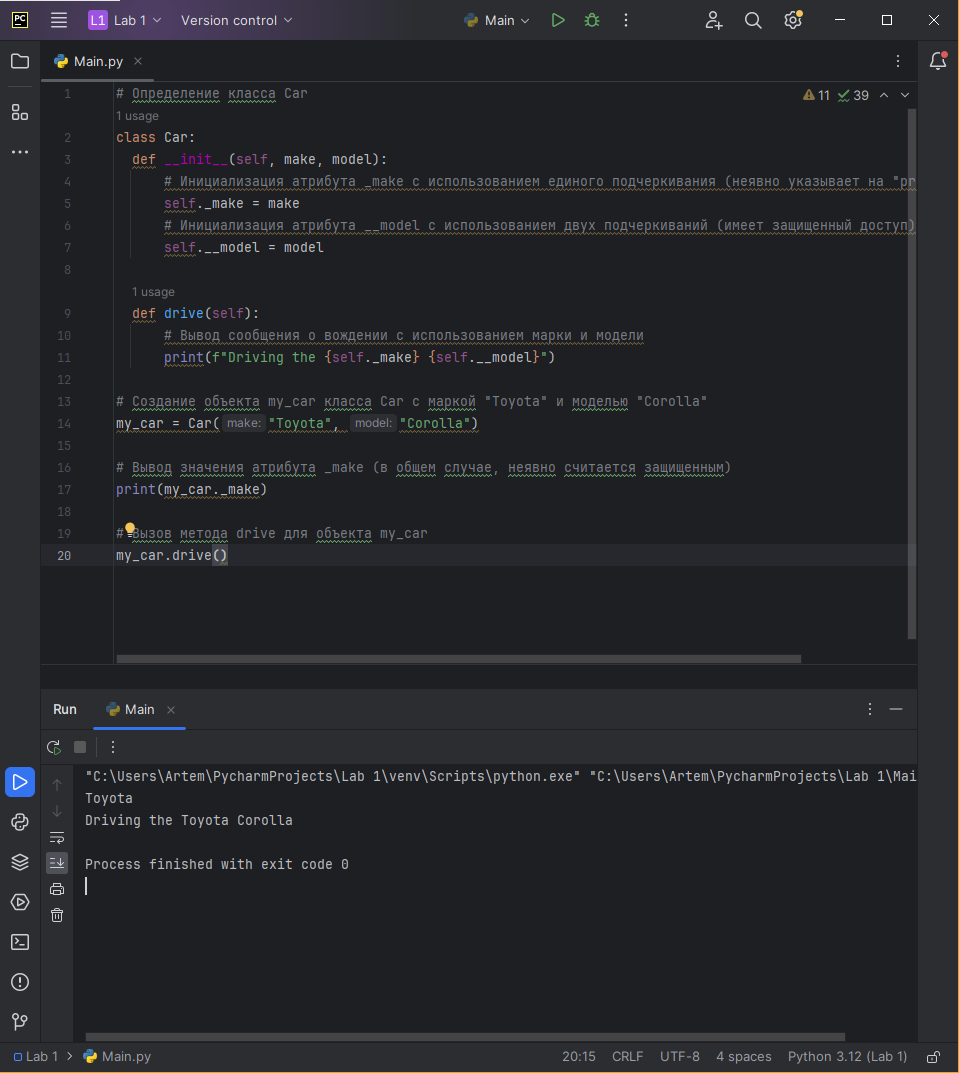 PC L1 Lab 1 Version control Main
Main.py
11 39
1 # Определение класса Car
1 usage
2 class Car:
3 def __init__(self, make, model):
4 # Инициализация атрибута _make с использованием единого подчеркивания (неявно указывает на "pr
5 self._make = make
6 # Инициализация атрибута __model с использованием двух подчеркиваний (имеет защищенный доступ)
7 self.__model = model
8
1 usage
9 def drive(self):
10 # Вывод сообщения о вождении с использованием марки и модели
11 print(f"Driving the {self._make} {self.__model}")
12
13 # Создание объекта my_car класса Car с маркой "Toyota" и моделью "Corolla"
14 my_car = Car( make: "Toyota", model: "Corolla")
15
16 # Вывод значения атрибута _make (в общем случае, неявно считается защищенным)
17 print(my_car._make)
18
19 # Вызов метода drive для объекта my_car
20 my_car.drive()
Run Main
"C:\Users\Artem\PycharmProjects\Lab 1\venv\Scripts\python.exe" "C:\Users\Artem\PycharmProjects\Lab 1\Mai
Toyota
Driving the Toyota Corolla
Process finished with exit code 0
Lab 1 Main.py 20:15 CRLF UTF-8 4 spaces Python 3.12 (Lab 1)